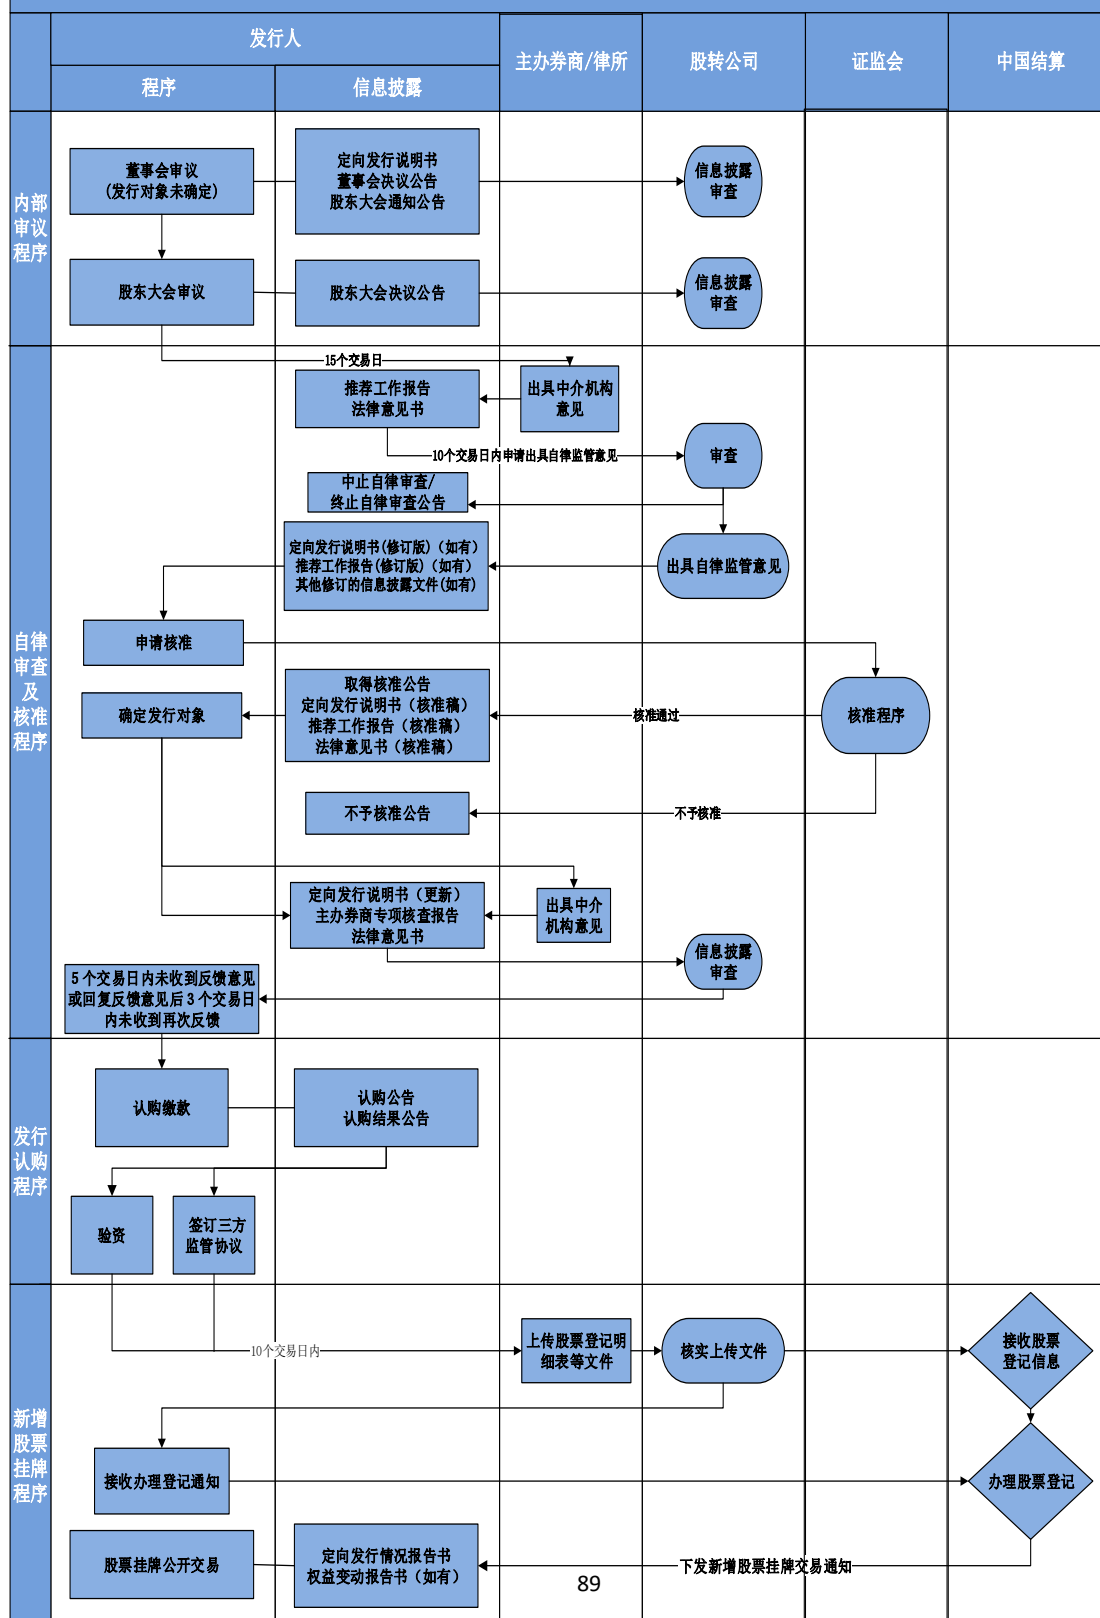 发行人
主办券商/律所
股转公司
证监会
中国结算
程序
信息披露
内部
审议
程序
董事会审议
(发行对象未确定)
定向发行说明书
董事会决议公告
股东大会通知公告
信息披露
审查
股东大会审议
股东大会决议公告
信息披露
审查
自律
审查
及
核准
程序
15个交易日
推荐工作报告
法律意见书
出具中介机构
意见
10个交易日内申请出具自律监管意见
审查
中止自律审查/
终止自律审查公告
定向发行说明书(修订版)（如有）
推荐工作报告(修订版)（如有）
其他修订的信息披露文件(如有)
出具自律监管意见
申请核准
确定发行对象
取得核准公告
定向发行说明书（核准稿）
推荐工作报告（核准稿）
法律意见书（核准稿）
核准通过
核准程序
不予核准公告
不予核准
定向发行说明书（更新）
主办券商专项核查报告
法律意见书
出具中介
机构意见
信息披露
审查
5个交易日内未收到反馈意见
或回复反馈意见后3个交易日
内未收到再次反馈
发行
认购
程序
认购缴款
认购公告
认购结果公告
验资
签订三方
监管协议
新增
股票
挂牌
程序
10个交易日内
上传股票登记明
细表等文件
核实上传文件
接收股票
登记信息
接收办理登记通知
办理股票登记
股票挂牌公开交易
定向发行情况报告书
权益变动报告书（如有）
下发新增股票挂牌交易通知
89